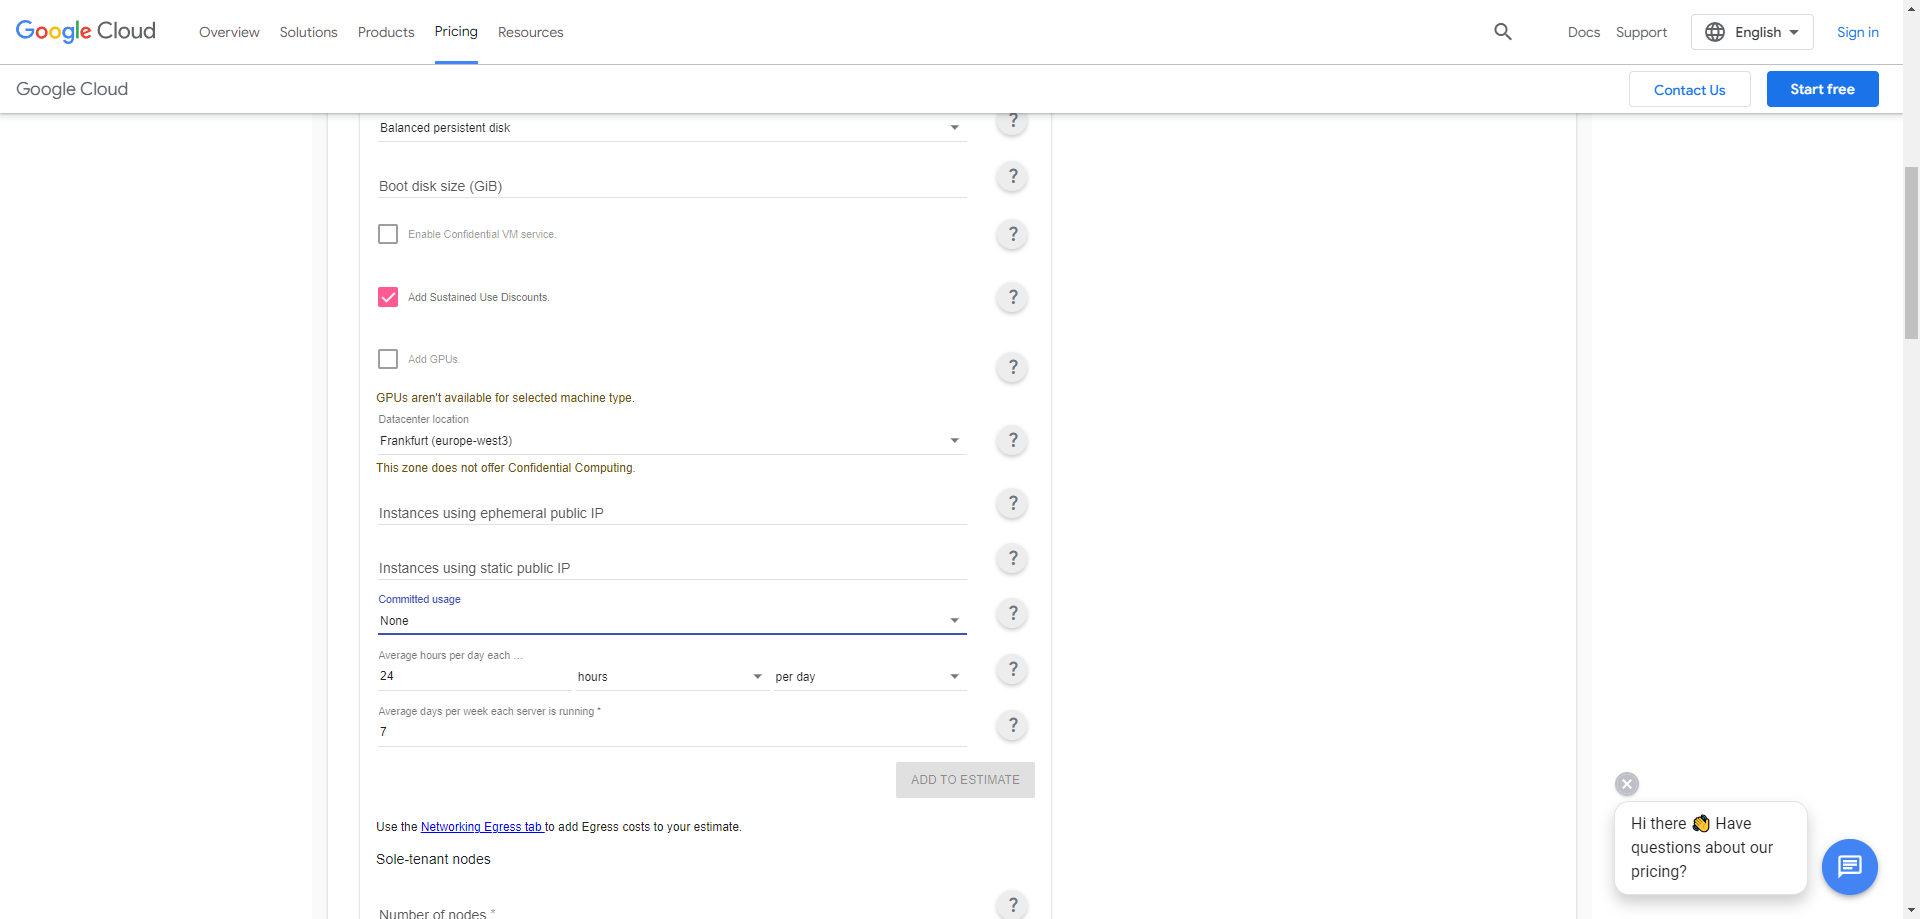 Google Cloud
Overview
Solutions
Products
Pricing
Resources
Docs
Support
English
Sign in
Google Cloud
Contact Us
Start free
Balanced persistent disk
?
Boot disk size (GiB)
?
Enable Confidential VM service.
?
Add Sustained Use Discounts.
?
Add GPUs.
?
GPUs aren't available for selected machine type.
Datacenter location
Frankfurt (europe-west3)
?
This zone does not offer Confidential Computing.
Instances using ephemeral public IP
?
Instances using static public IP
?
Committed usage
None
?
Average hours per day each ...
24
hours
per day
?
Average days per week each server is running *
7
?
ADD TO ESTIMATE
Use the Networking Egress tab to add Egress costs to your estimate.
Sole-tenant nodes
Number of nodes *
?
Hi there 👋 Have
questions about our
pricing?